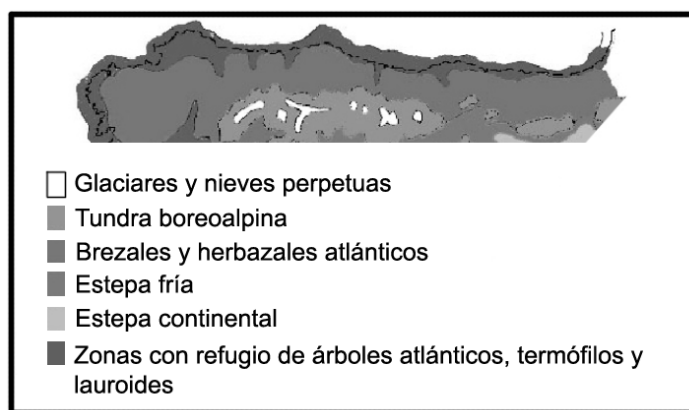 Glaciares y nieves perpetuas
Tundra boreoalpina
Brezales y herbazales atlánticos
Estepa fría
Estepa continental
Zonas con refugio de árboles atlánticos, termófilos y
lauroides